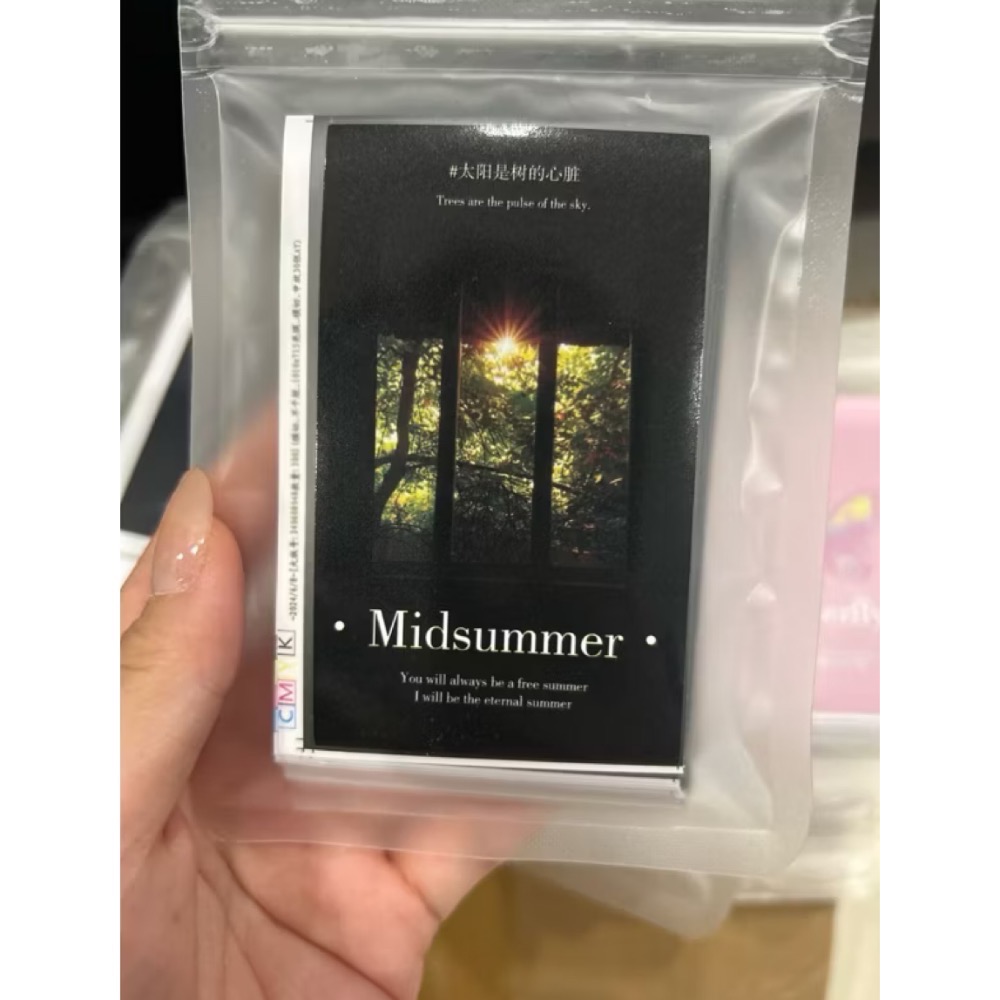 #太阳是树的心脏
Trees are the pulse of the sky.
· Midsummer ·
You will always be a free summer
I will be the eternal summer
CMYK